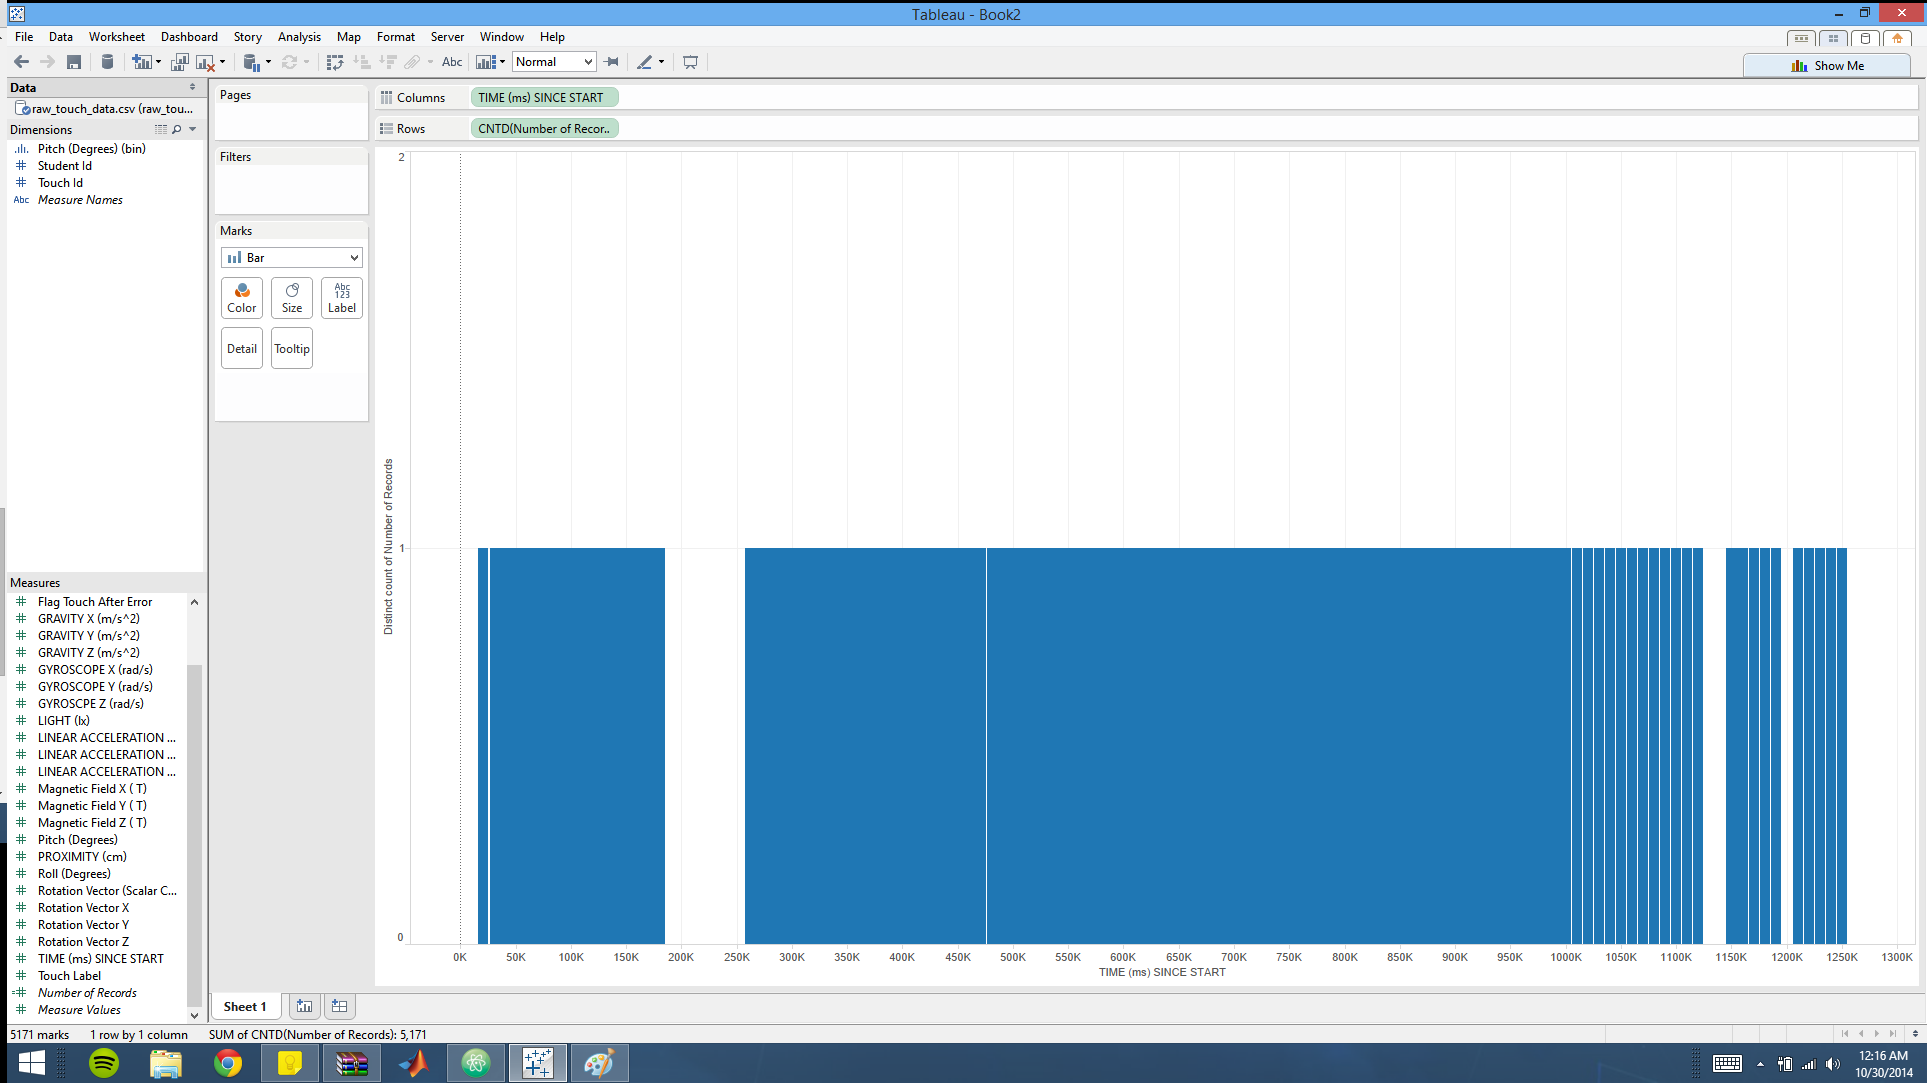 Tableau - Book2
File Data Worksheet Dashboard Story Analysis Map Format Server Window Help
Abc Normal Show Me
Data
raw_touch_data.csv (raw_tou...
Dimensions
Pitch (Degrees) (bin)
Student Id
Touch Id
Abc Measure Names
Measures
Flag Touch After Error
GRAVITY X (m/s^2)
GRAVITY Y (m/s^2)
GRAVITY Z (m/s^2)
GYROSCOPE X (rad/s)
GYROSCOPE Y (rad/s)
GYROSCPE Z (rad/s)
LIGHT (lx)
LINEAR ACCELERATION ...
LINEAR ACCELERATION ...
LINEAR ACCELERATION ...
Magnetic Field X ( T)
Magnetic Field Y ( T)
Magnetic Field Z ( T)
Pitch (Degrees)
PROXIMITY (cm)
Roll (Degrees)
Rotation Vector (Scalar C...
Rotation Vector X
Rotation Vector Y
Rotation Vector Z
TIME (ms) SINCE START
Touch Label
Number of Records
Measure Values
Pages
Filters
Marks
Bar
Color Size Abc 123 Label
Detail Tooltip
Columns TIME (ms) SINCE START
Rows CNTD(Number of Recor..
2
1
0
Distinct count of Number of Records
0K 50K 100K 150K 200K 250K 300K 350K 400K 450K 500K 550K 600K 650K 700K 750K 800K 850K 900K 950K 1000K 1050K 1100K 1150K 1200K 1250K 1300K
TIME (ms) SINCE START
Sheet 1
5171 marks 1 row by 1 column SUM of CNTD(Number of Records): 5,171
12:16 AM
10/30/2014